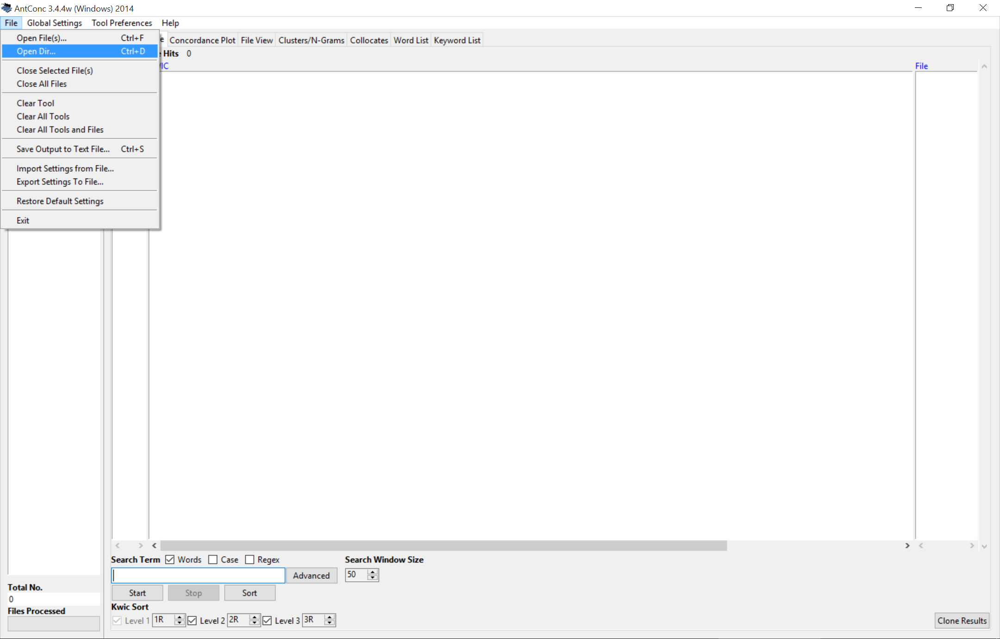 AntConc 3.4.4w (Windows) 2014
File Global Settings Tool Preferences Help
Open File(s)... Ctrl+F
Open Dir... Ctrl+D
Close Selected File(s)
Close All Files
Clear Tool
Clear All Tools
Clear All Tools and Files
Save Output to Text File... Ctrl+S
Import Settings from File...
Export Settings To File...
Restore Default Settings
Exit
Concordance Plot File View Clusters/N-Grams Collocates Word List Keyword List
Hits 0
File
Total No.
0
Files Processed
Search Term Words Case Regex Search Window Size
Advanced 50
Start Stop Sort
Kwic Sort
Level 1 1R Level 2 2R Level 3 3R
Clone Results